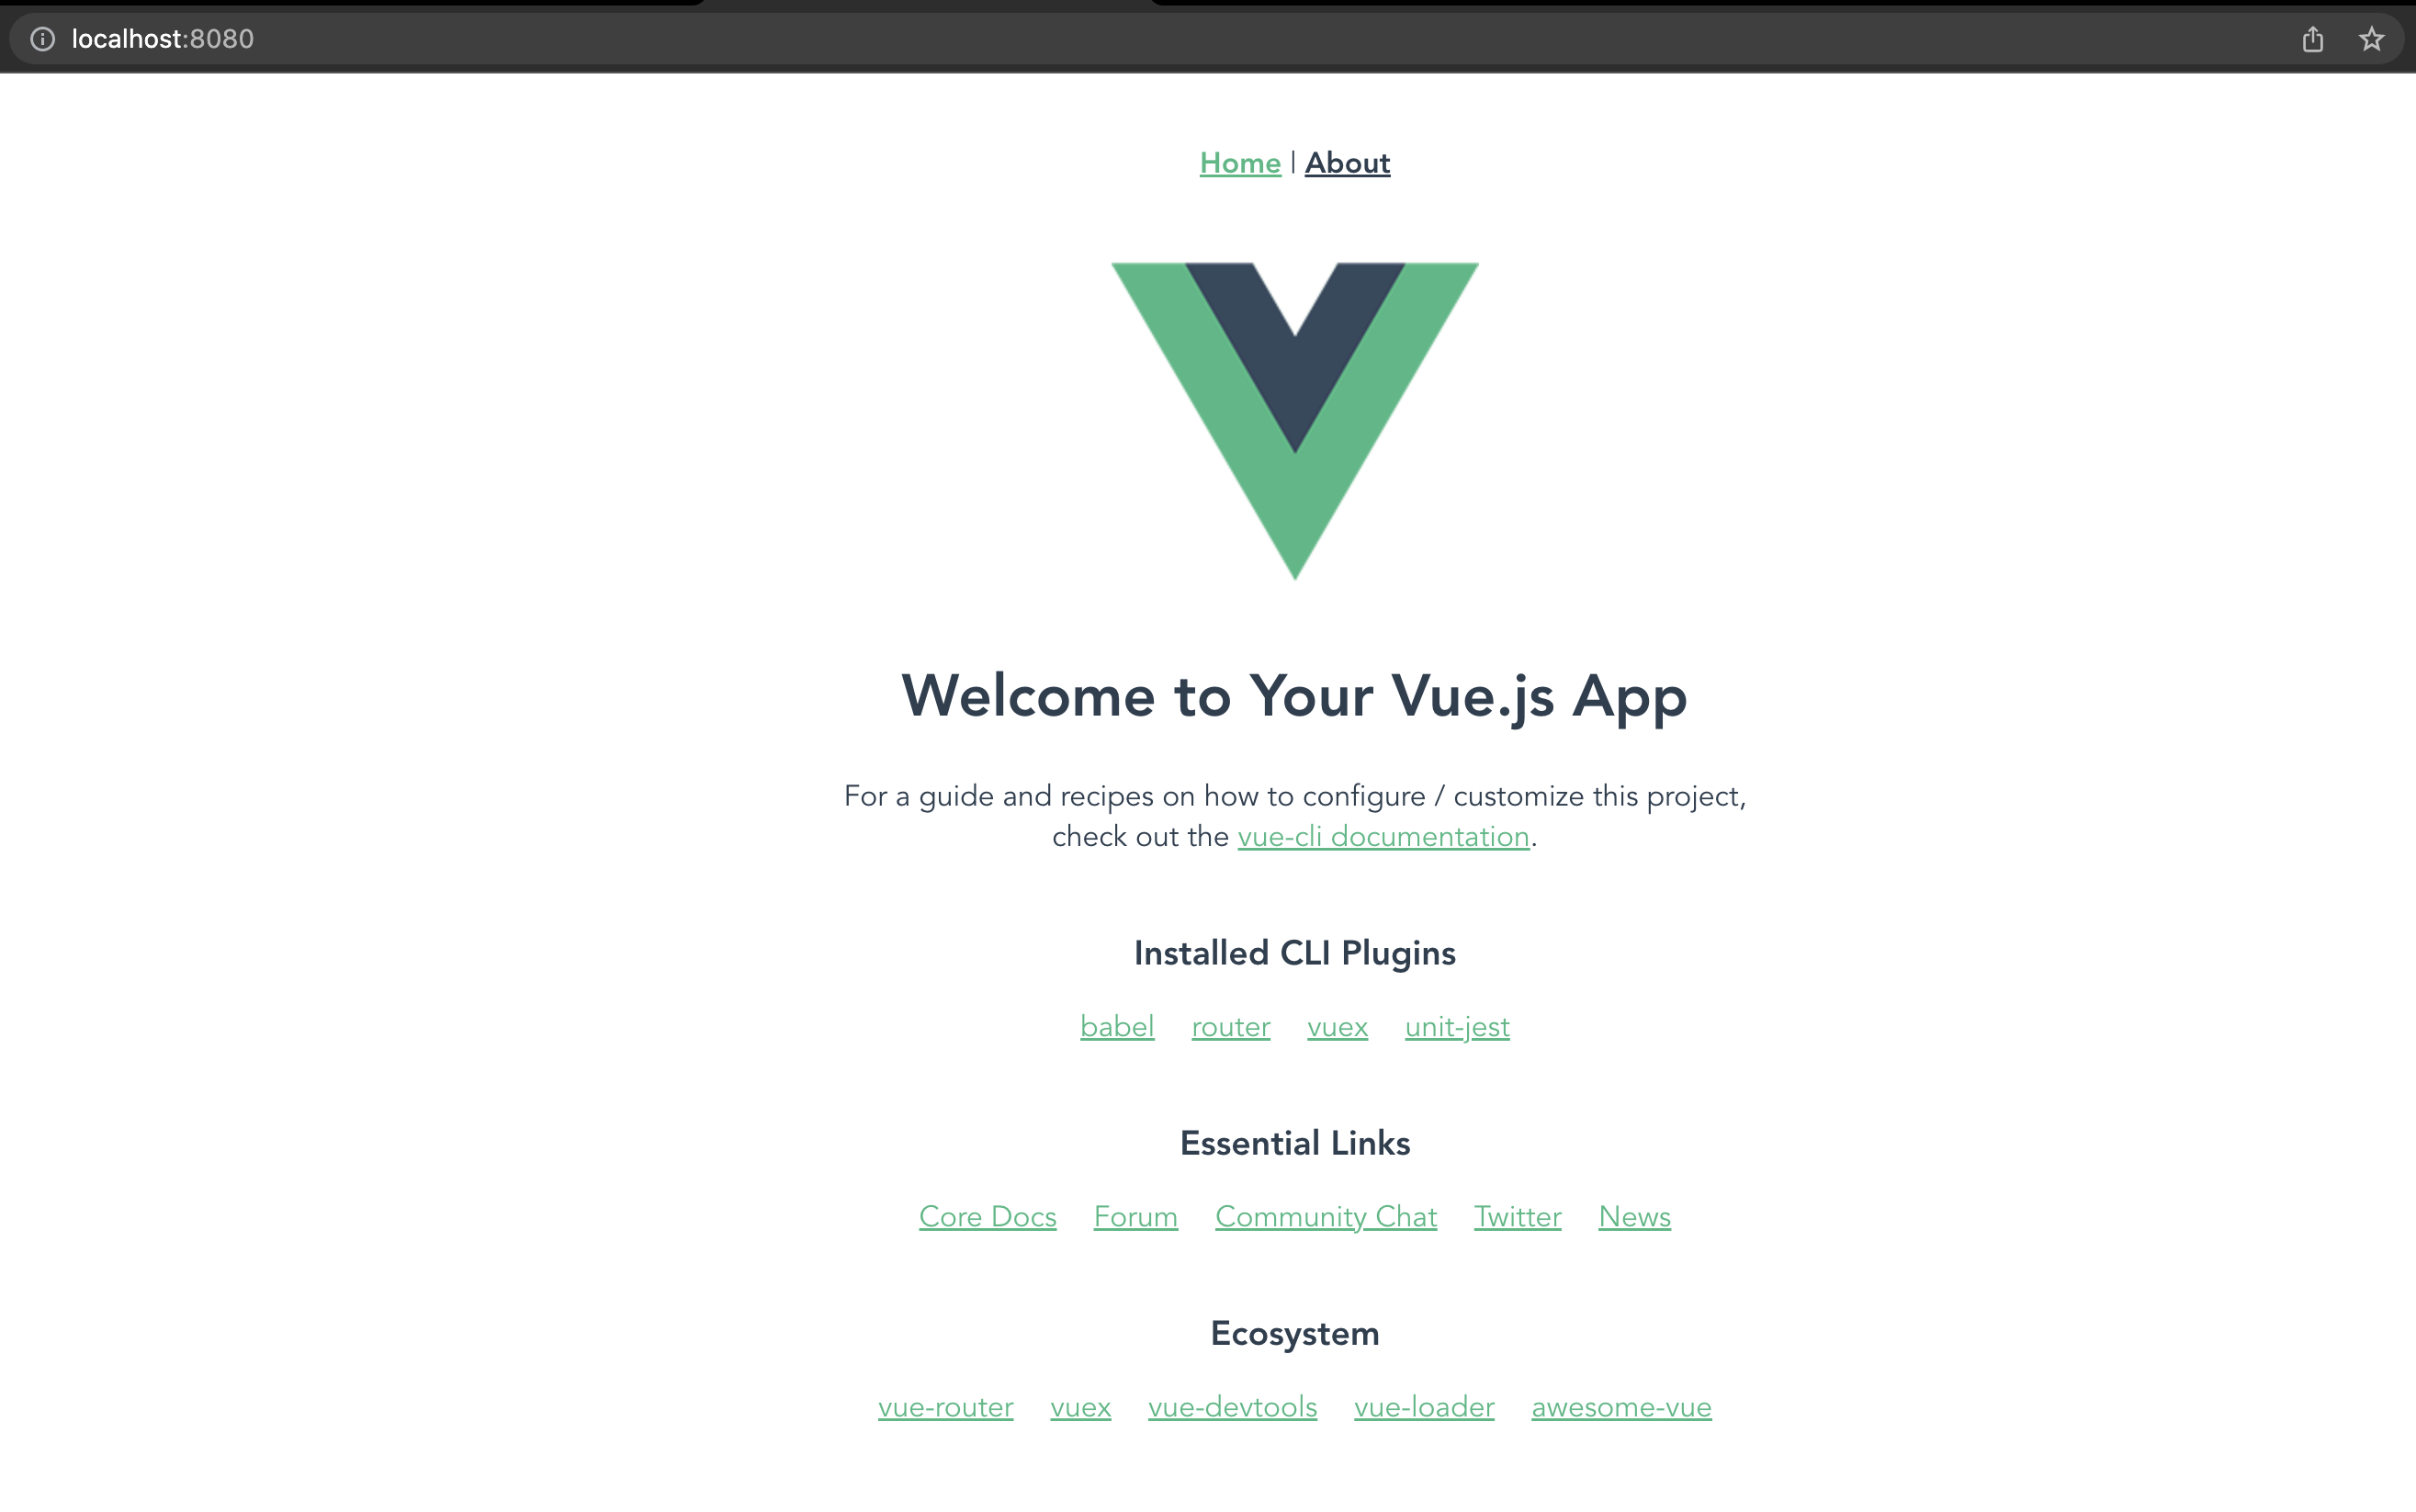 localhost:8080
Home | About
Welcome to Your Vue.js App
For a guide and recipes on how to configure / customize this project,
check out the vue-cli documentation.
Installed CLI Plugins
babel router vuex unit-jest
Essential Links
Core Docs Forum Community Chat Twitter News
Ecosystem
vue-router vuex vue-devtools vue-loader awesome-vue